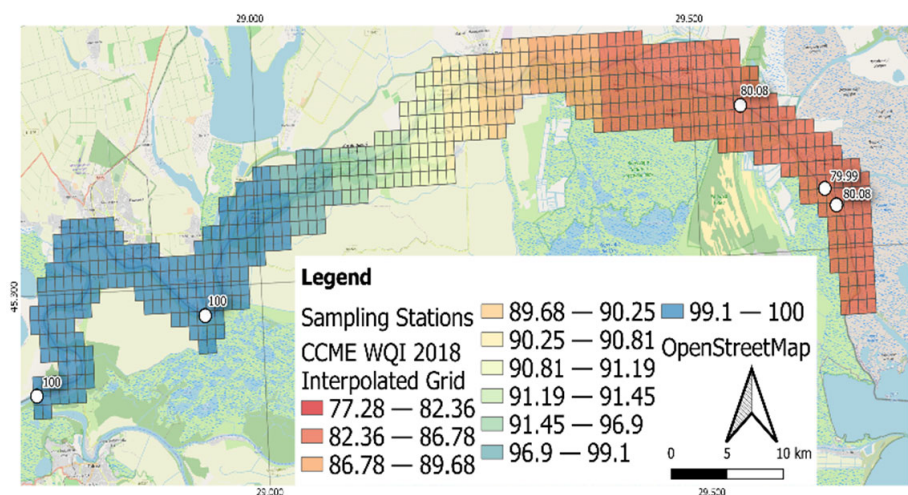 29.000
29.500
80.08
79.99
80.08
45.300
100
100
Legend
Sampling Stations
CCME WQI 2018
Interpolated Grid
77.28 — 82.36
82.36 — 86.78
86.78 — 89.68
89.68 — 90.25
90.25 — 90.81
90.81 — 91.19
91.19 — 91.45
91.45 — 96.9
96.9 — 99.1
99.1 — 100
OpenStreetMap
0 5 10 km
29.000
29.500